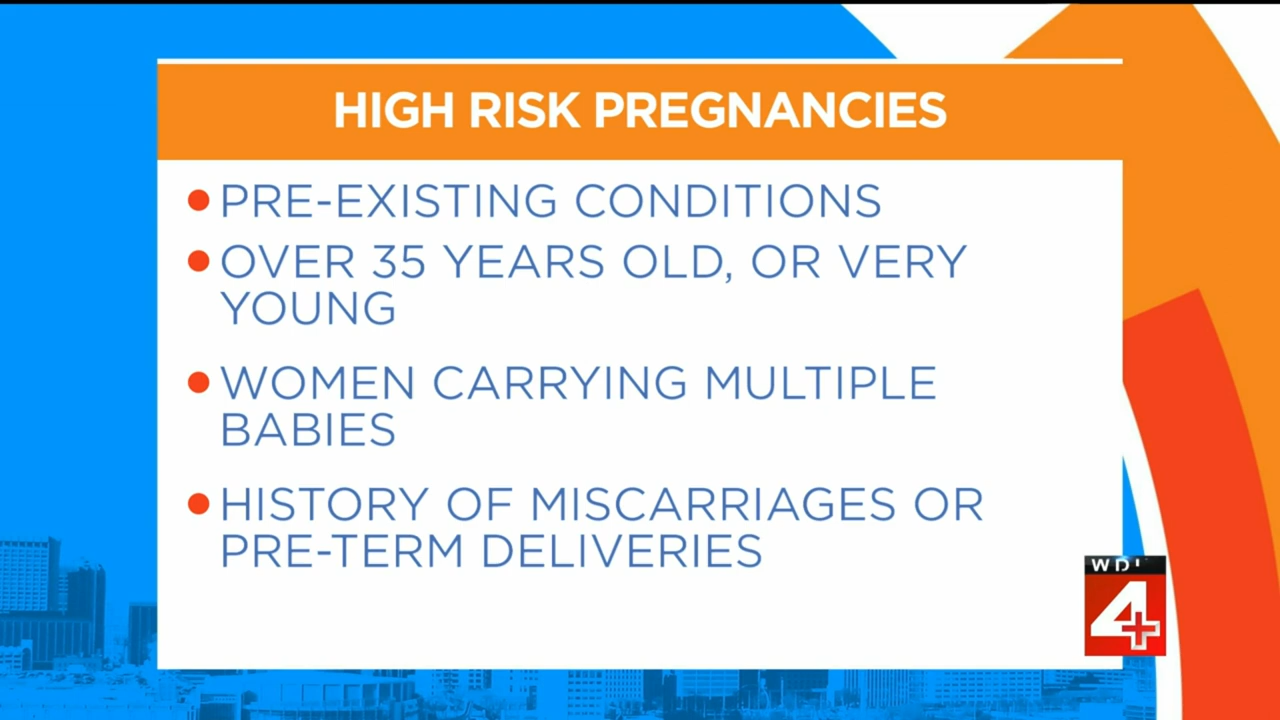 HIGH RISK PREGNANCIES
PRE-EXISTING CONDITIONS
OVER 35 YEARS OLD, OR VERY
YOUNG
WOMEN CARRYING MULTIPLE
BABIES
HISTORY OF MISCARRIAGES OR
PRE-TERM DELIVERIES
4+